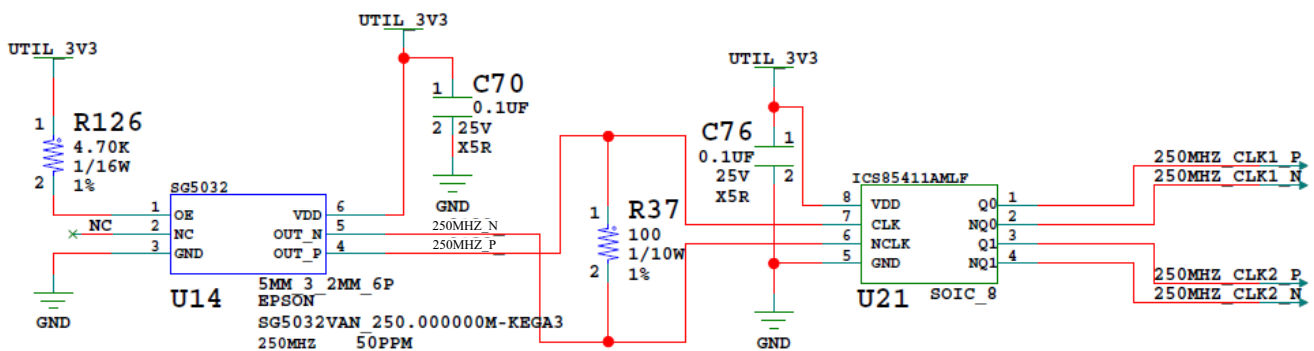 UTIL_3V3
UTIL_3V3
UTIL_3V3
1
R126
4.70K
1/16W
1%
2
1
C70
0.1UF
2
25V
X5R
GND
SG5032
1
OE
VDD
6
NC
2
NC
OUT_N
5
250MHZ_N
3
GND
OUT_P
4
250MHZ_P
GND
U14
5MM_3_2MM_6P
EPSON
SG5032VAN_250.000000M-KEGA3
250MHZ
50PPM
1
R37
100
1/10W
2
1%
C76
1
0.1UF
25V
2
X5R
GND
ICS85411AMLF
8
VDD
Q0
1
7
CLK
NQ0
2
6
NCLK
Q1
3
5
GND
NQ1
4
U21
SOIC_8
250MHZ_CLK1_P
250MHZ_CLK1_N
250MHZ_CLK2_P
250MHZ_CLK2_N